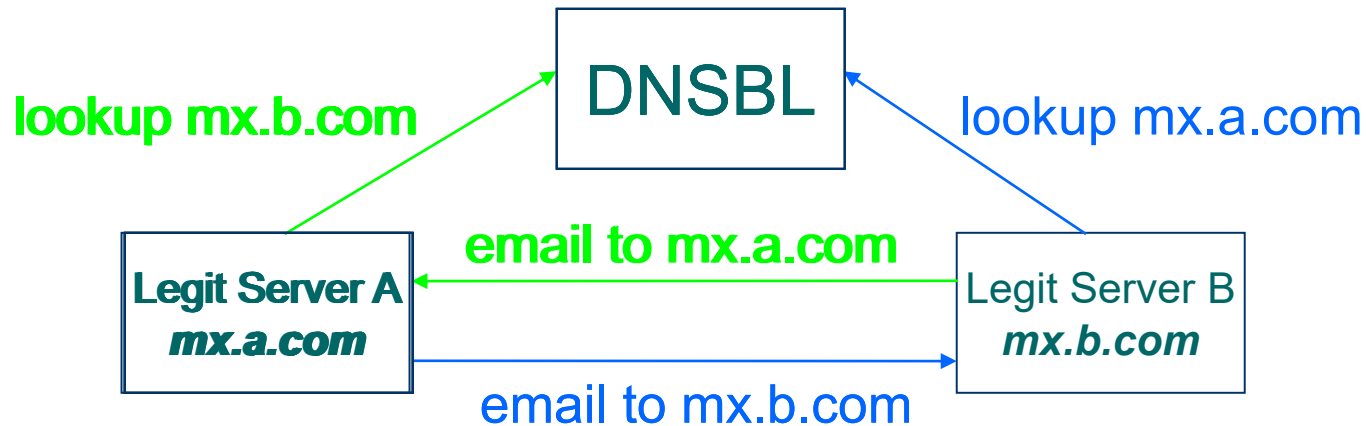 DNSBL
lookup mx.b.com
lookup mx.a.com
email to mx.a.com
Legit Server A
mx.a.com
Legit Server B
mx.b.com
email to mx.b.com